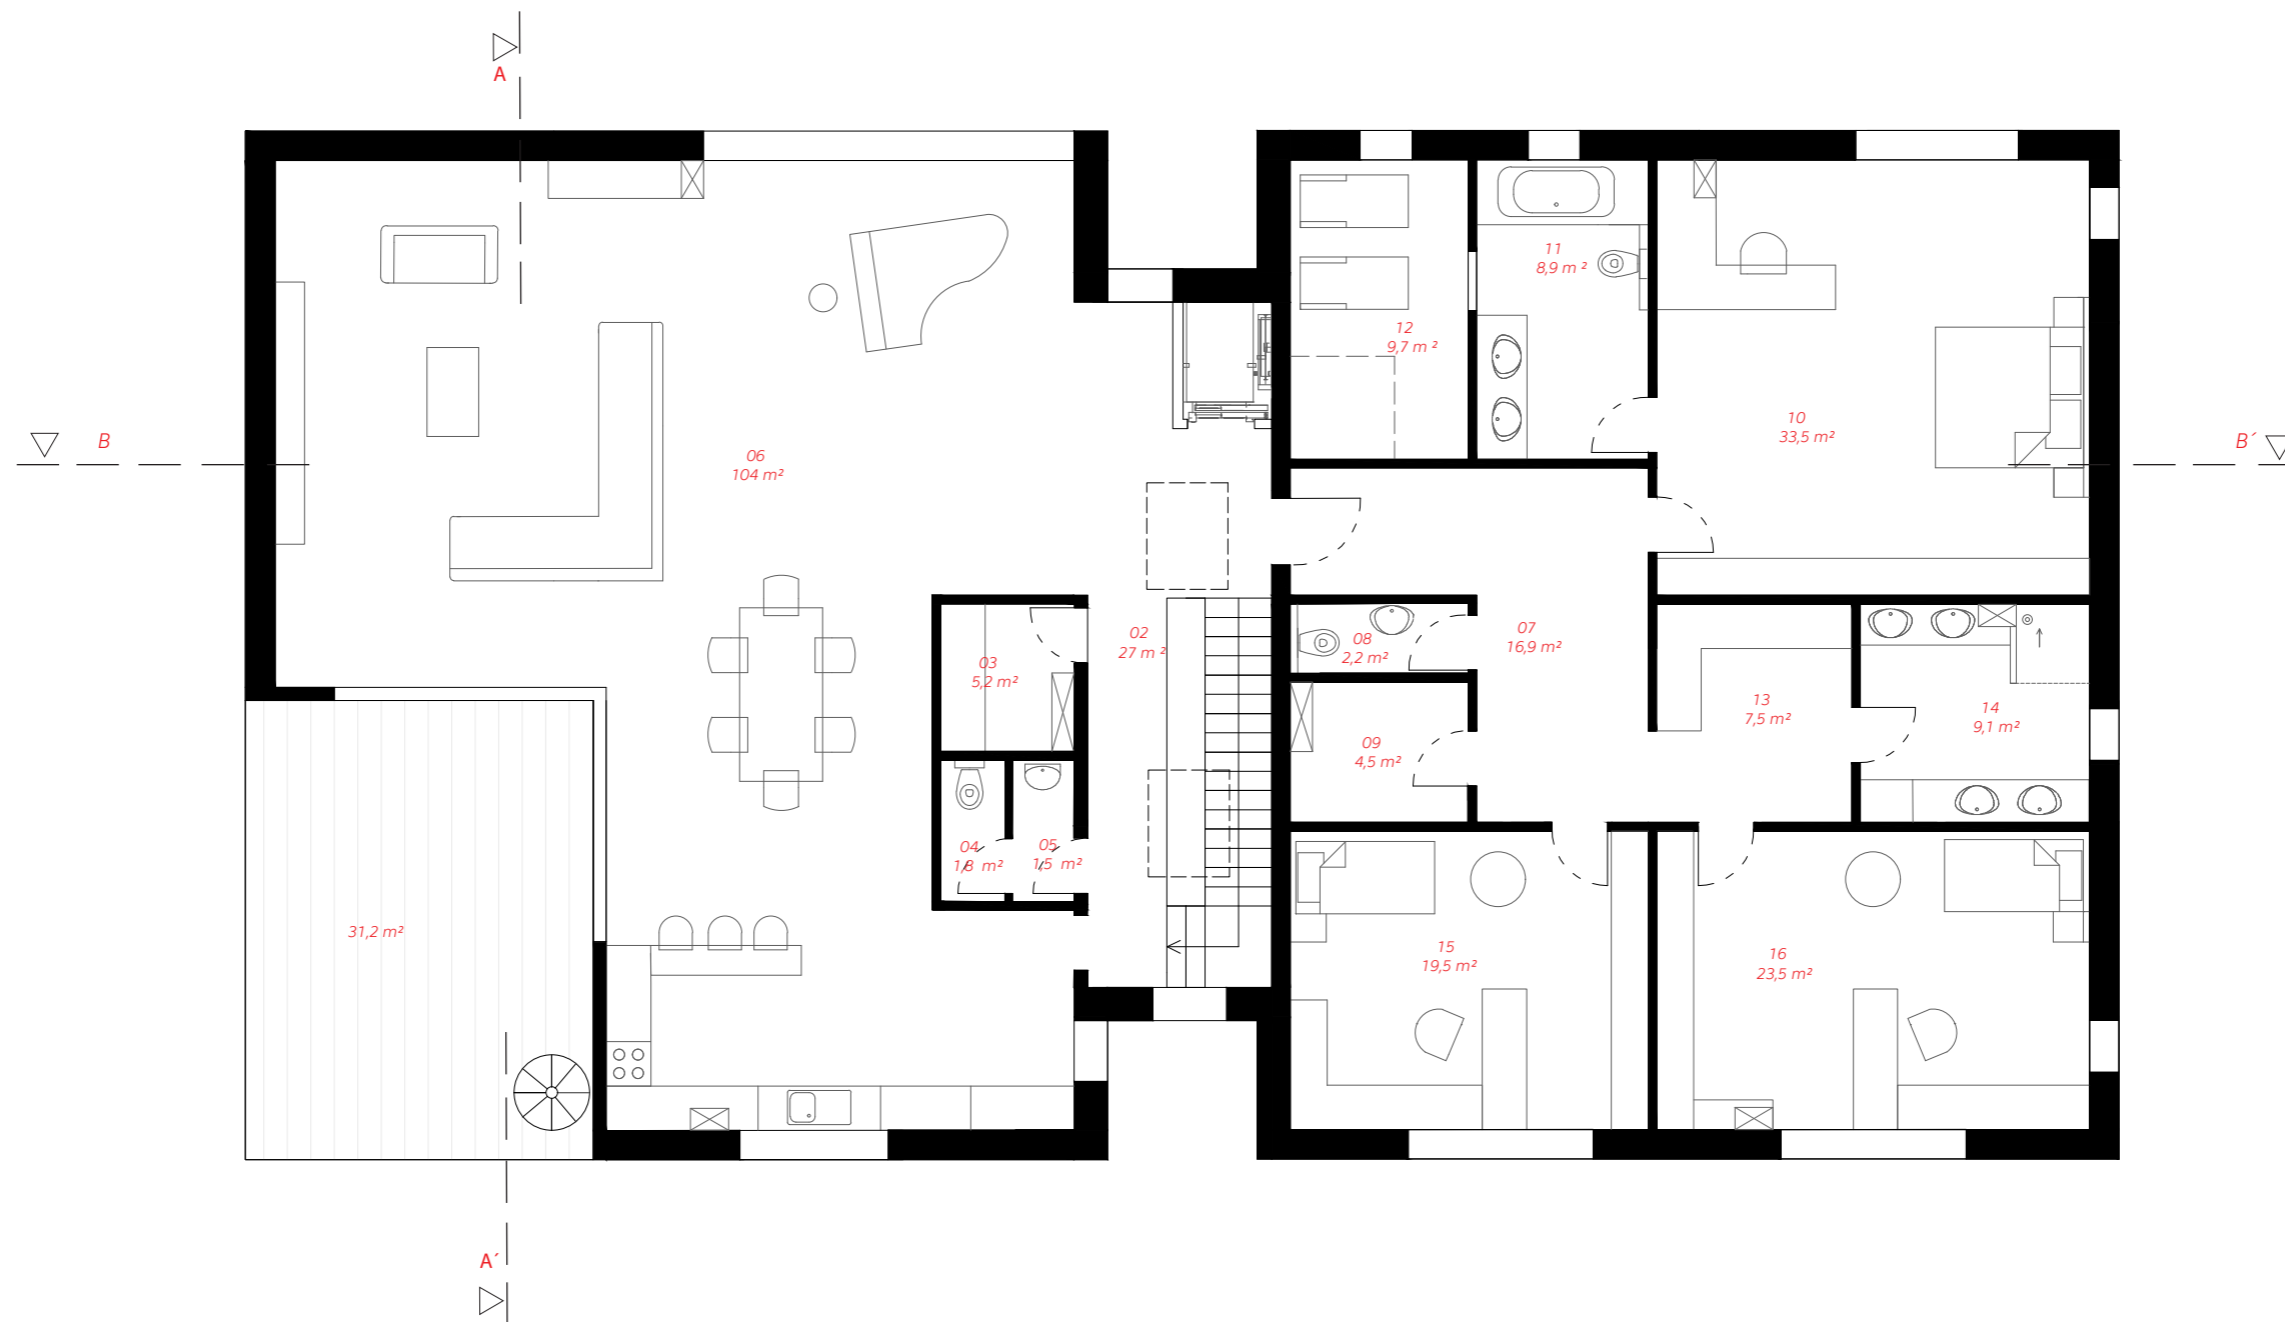 A
B
B´
11
8,9 m ²
12
9,7 m ²
10
33,5 m²
06
104 m²
02
27 m ²
07
16,9 m²
08
2,2 m²
03
5,2 m²
13
7,5 m²
14
9,1 m²
09
4,5 m²
04
1,8 m²
05
1,5 m²
31,2 m²
15
19,5 m²
16
23,5 m²
A´